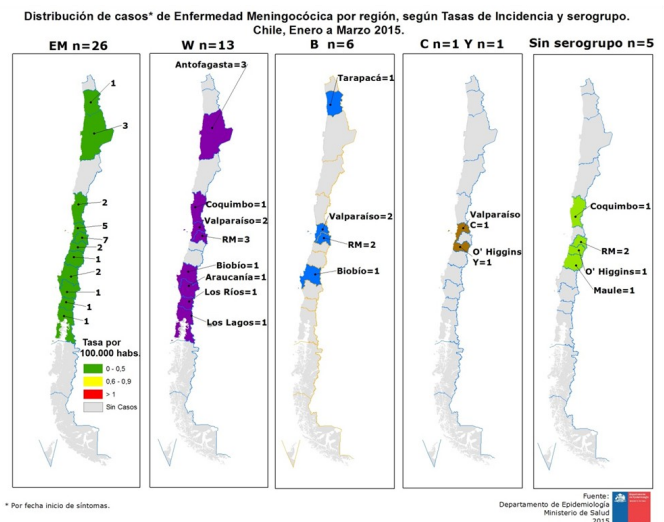 Distribución de casos* de Enfermedad Meningocócica por región, según Tasas de Incidencia y serogrupo.
Chile, Enero a Marzo 2015.
EM n=26
1
3
2
5
7
2
1
2
1
1
1
Tasa por
100.000 habs.
0 - 0,5
0,6 - 0,9
> 1
Sin Casos
W n=13
Antofagasta=3
Coquimbo=1
Valparaíso=2
RM=3
Biobío=1
Araucanía=1
Los Ríos=1
Los Lagos=1
B n=6
Tarapacá=1
Valparaíso=2
RM=2
Biobío=1
C n=1 Y n=1
Valparaíso
C=1
O' Higgins
Y=1
Sin serogrupo n=5
Coquimbo=1
RM=2
O' Higgins=1
Maule=1
* Por fecha inicio de síntomas.
Fuente:
Departamento de Epidemiología
Ministerio de Salud
2015